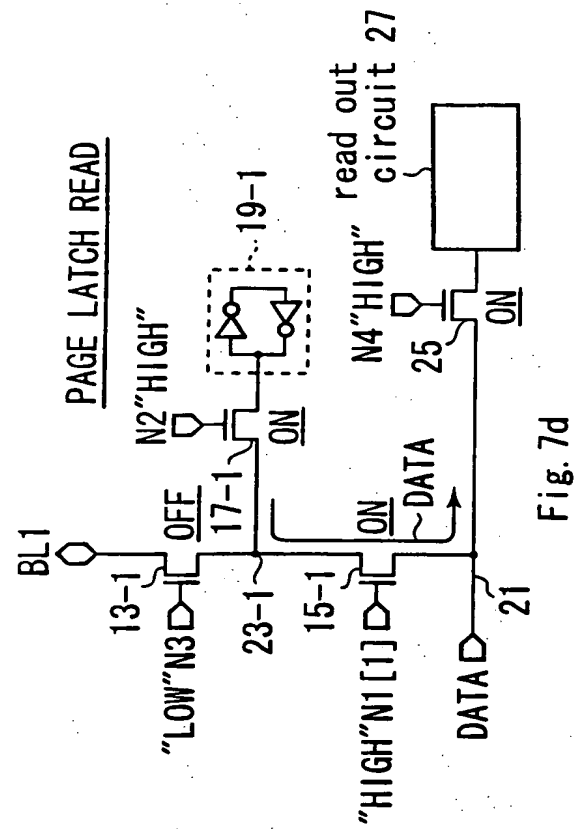 PAGE LATCH READ
BL1
13-1
OFF
"LOW"N3
N2"HIGH"
17-1
ON
19-1
23-1
15-1
ON
"HIGH"N1[1]
DATA
N4"HIGH"
25
ON
read out
circuit 27
DATA
21
Fig. 7d